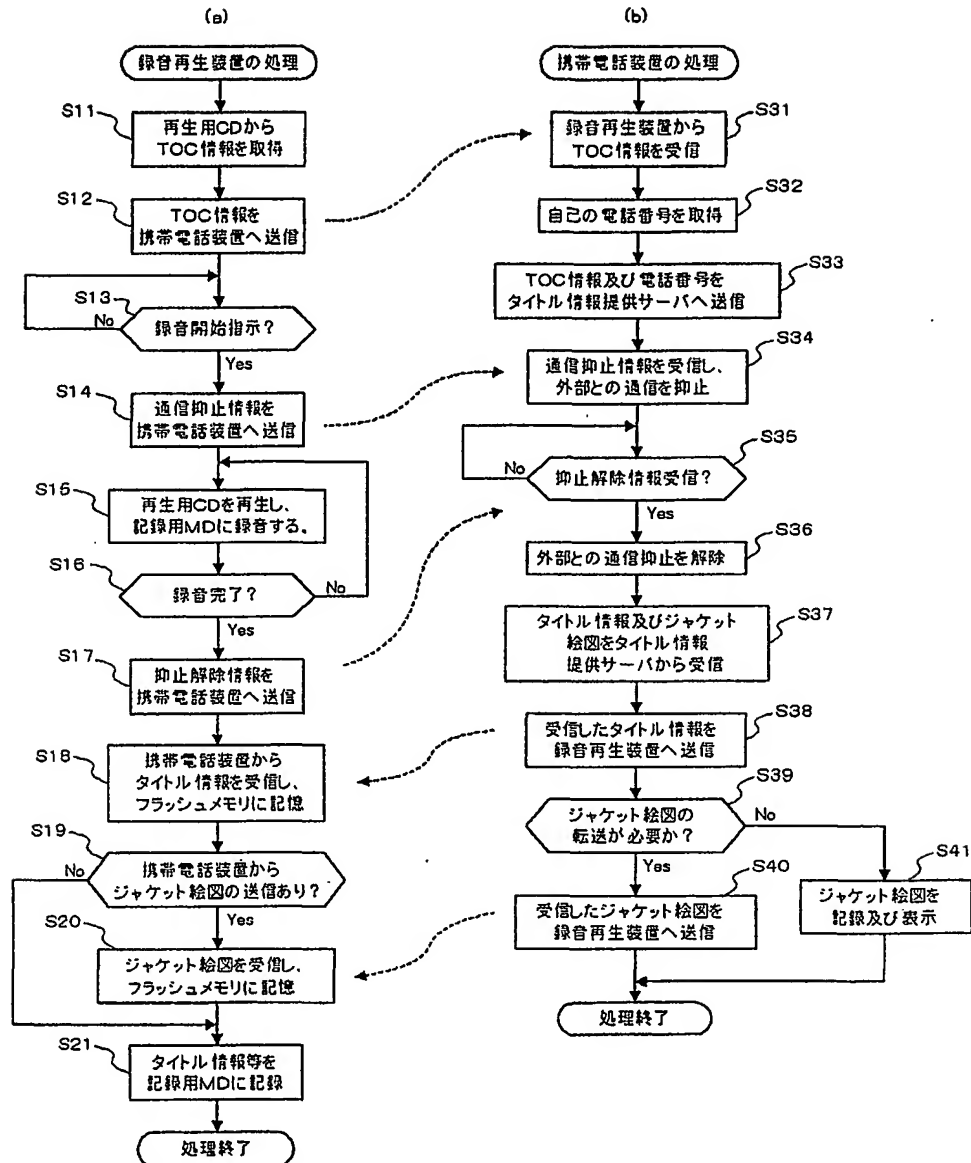 (a)
録音再生装置の処理
S11
再生用CDから
TOC情報を取得
S12
TOC情報を
携帯電話装置へ送信
S13
No
録音開始指示?
Yes
S14
通信抑止情報を
携帯電話装置へ送信
S15
再生用CDを再生し、
記録用MDに録音する。
S16
録音完了?
No
Yes
S17
抑止解除情報を
携帯電話装置へ送信
S18
携帯電話装置から
タイトル情報を受信し、
フラッシュメモリに記憶
S19
No
携帯電話装置から
ジャケット絵図の送信あり?
Yes
S20
ジャケット絵図を受信し、
フラッシュメモリに記憶
S21
タイトル情報等を
記録用MDに記録
処理終了
(b)
携帯電話装置の処理
S31
録音再生装置から
TOC情報を受信
S32
自己の電話番号を取得
S33
TOC情報及び電話番号を
タイトル情報提供サーバへ送信
S34
通信抑止情報を受信し、
外部との通信を抑止
S35
No
抑止解除情報受信?
Yes
S36
外部との通信抑止を解除
S37
タイトル情報及びジャケット
絵図をタイトル情報
提供サーバから受信
S38
受信したタイトル情報を
録音再生装置へ送信
S39
ジャケット絵図の
転送が必要か?
No
Yes
S40
受信したジャケット絵図を
録音再生装置へ送信
S41
ジャケット絵図を
記録及び表示
処理終了